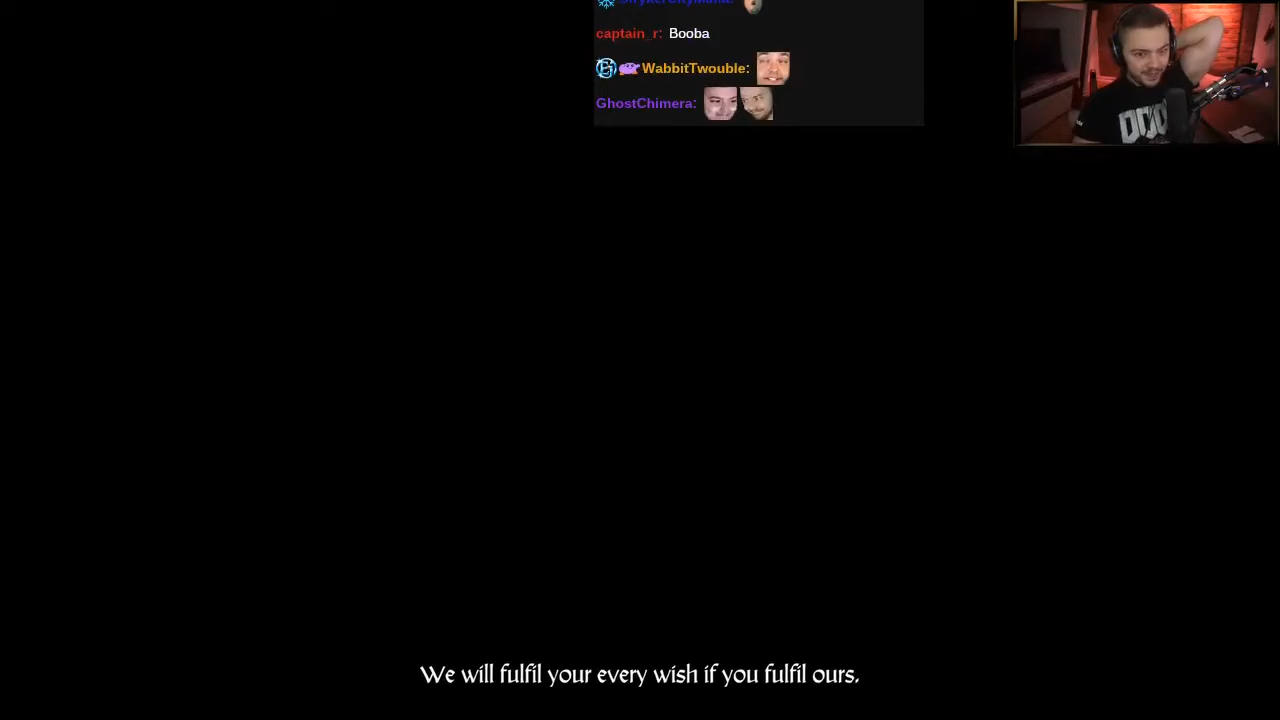 captain_r: Booba
WabbitTwouble:
GhostChimera:
We will fulfil your every wish if you fulfil ours.